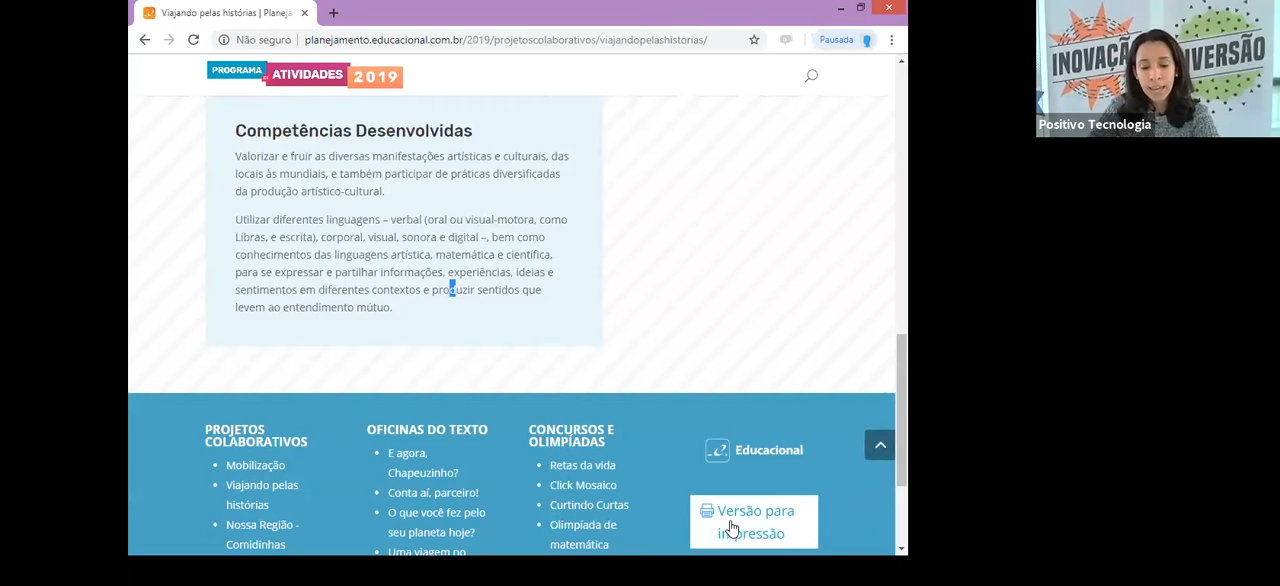 Viajando pelas histórias | Planeja
Não seguro
planejamento.educacional.com.br/2019/projetoscolaborativos/viajandopelashistorias/
Pausada
PROGRAMA
ATIVIDADES
2019
INOVAÇÃ
VERSÃO
Positivo Tecnologia
Competências Desenvolvidas
Valorizar e fruir as diversas manifestações artísticas e culturais, das
locais às mundiais, e também participar de práticas diversificadas
da produção artístico-cultural.
Utilizar diferentes linguagens – verbal (oral ou visual-motora, como
Libras, e escrita), corporal, visual, sonora e digital –, bem como
conhecimentos das linguagens artística, matemática e científica,
para se expressar e partilhar informações, experiências, ideias e
sentimentos em diferentes contextos e produzir sentidos que
levem ao entendimento mútuo.
PROJETOS
COLABORATIVOS
• Mobilização
• Viajando pelas
histórias
• Nossa Região -
Comidinhas
OFICINAS DO TEXTO
• E agora,
Chapeuzinho?
• Conta aí, parceiro!
• O que você fez pelo
seu planeta hoje?
• Uma viagem no
CONCURSOS E
OLIMPÍADAS
• Retas da vida
• Click Mosaico
• Curtindo Curtas
• Olimpíada de
matemática
Educacional
Versão para
impressão